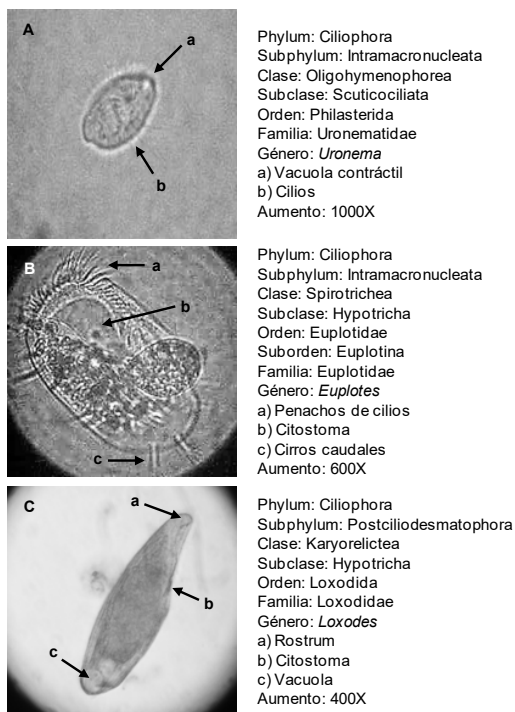 A
a
b
Phylum: Ciliophora
Subphylum: Intramacronucleata
Clase: Oligohymenophorea
Subclase: Scuticociliata
Orden: Philasterida
Familia: Uronematidae
Género: Uronema
a) Vacuola contráctil
b) Cilios
Aumento: 1000X
B
a
b
c
Phylum: Ciliophora
Subphylum: Intramacronucleata
Clase: Spirotrichea
Subclase: Hypotricha
Orden: Euplotidae
Suborden: Euplotina
Familia: Euplotidae
Género: Euplotes
a) Penachos de cilios
b) Citostoma
c) Cirros caudales
Aumento: 600X
C
a
b
c
Phylum: Ciliophora
Subphylum: Postciliodesmatophora
Clase: Karyorelictea
Subclase: Hypotricha
Orden: Loxodida
Familia: Loxodidae
Género: Loxodes
a) Rostrum
b) Citostoma
c) Vacuola
Aumento: 400X